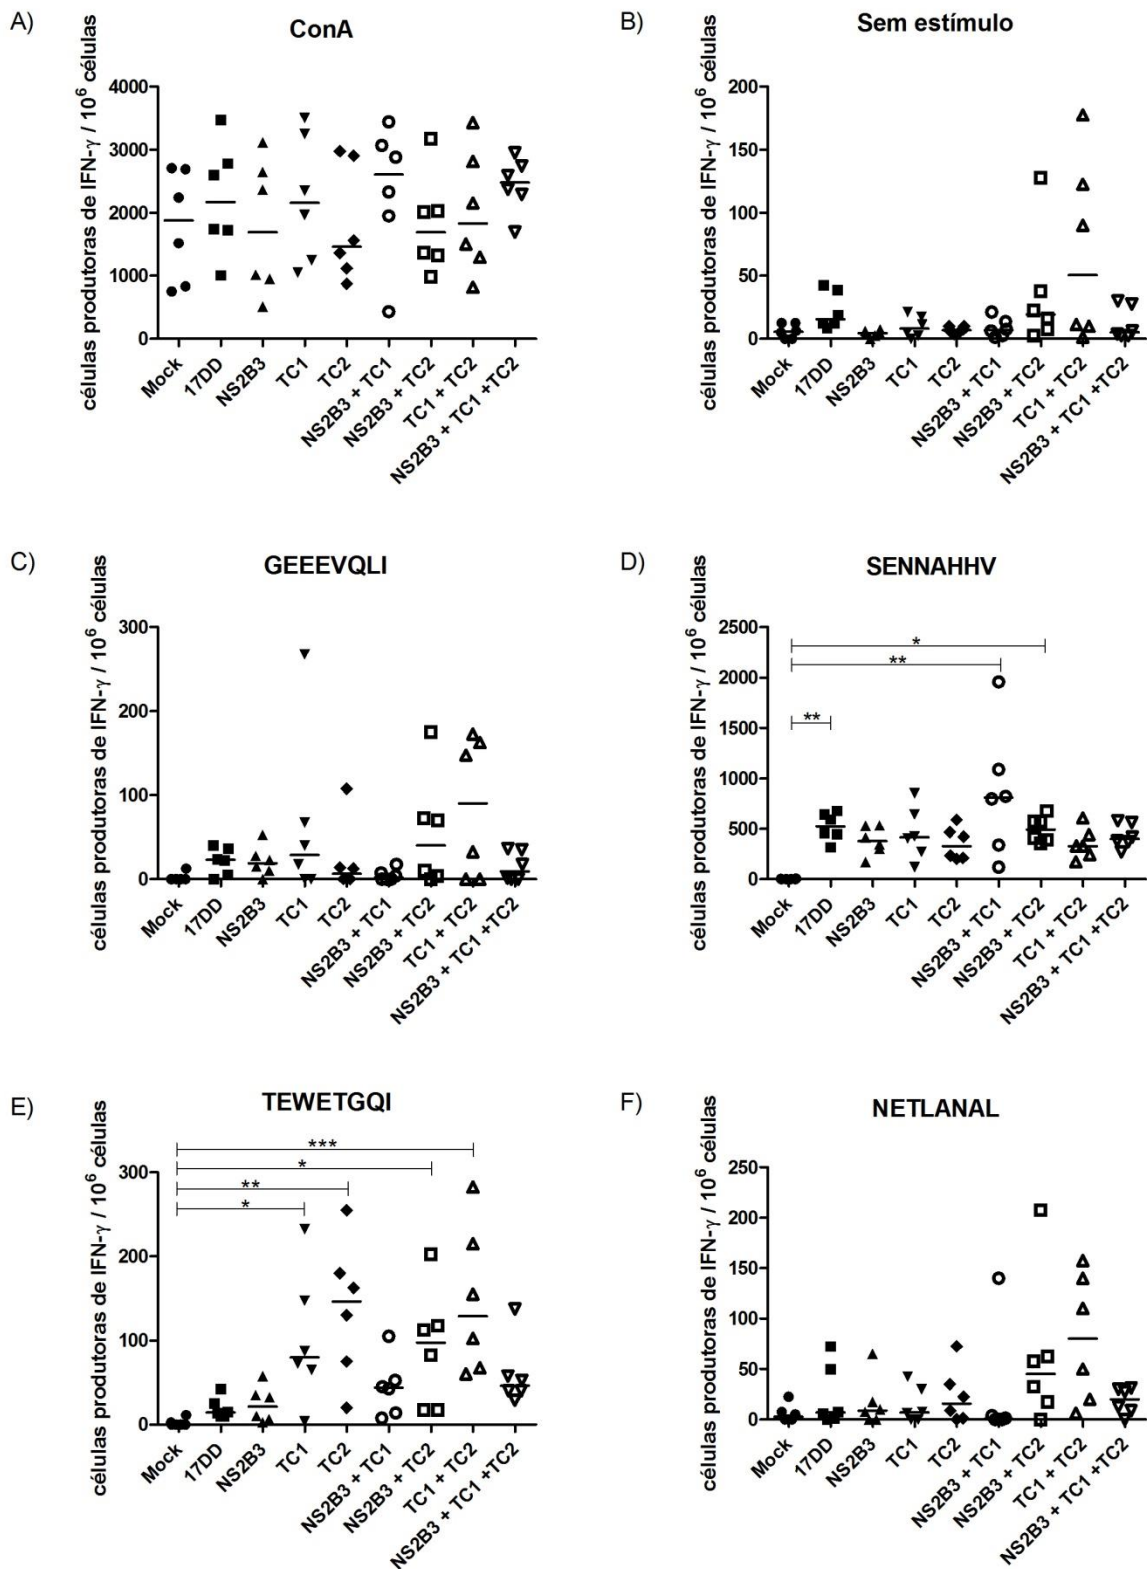 A)
ConA
células produtoras de IFN-γ / 10⁶ células
4000
3000
2000
1000
0
Mock
17DD
NS2B3
TC1
TC2
NS2B3 + TC1
NS2B3 + TC2
TC1 + TC2
NS2B3 + TC1 +TC2
B)
Sem estímulo
células produtoras de IFN-γ / 10⁶ células
200
150
100
50
0
Mock
17DD
NS2B3
TC1
TC2
NS2B3 + TC1
NS2B3 + TC2
TC1 + TC2
NS2B3 + TC1 +TC2
C)
GEEEVQLI
células produtoras de IFN-γ / 10⁶ células
300
200
100
0
Mock
17DD
NS2B3
TC1
TC2
NS2B3 + TC1
NS2B3 + TC2
TC1 + TC2
NS2B3 + TC1 +TC2
D)
SENNAHHV
células produtoras de IFN-γ / 10⁶ células
2500
2000
1500
1000
500
0
*
**
**
Mock
17DD
NS2B3
TC1
TC2
NS2B3 + TC1
NS2B3 + TC2
TC1 + TC2
NS2B3 + TC1 +TC2
E)
TEWETGQI
células produtoras de IFN-γ / 10⁶ células
***
*
**
*
300
200
100
0
Mock
17DD
NS2B3
TC1
TC2
NS2B3 + TC1
NS2B3 + TC2
TC1 + TC2
NS2B3 + TC1 +TC2
F)
NETLANAL
células produtoras de IFN-γ / 10⁶ células
250
200
150
100
50
0
Mock
17DD
NS2B3
TC1
TC2
NS2B3 + TC1
NS2B3 + TC2
TC1 + TC2
NS2B3 + TC1 +TC2